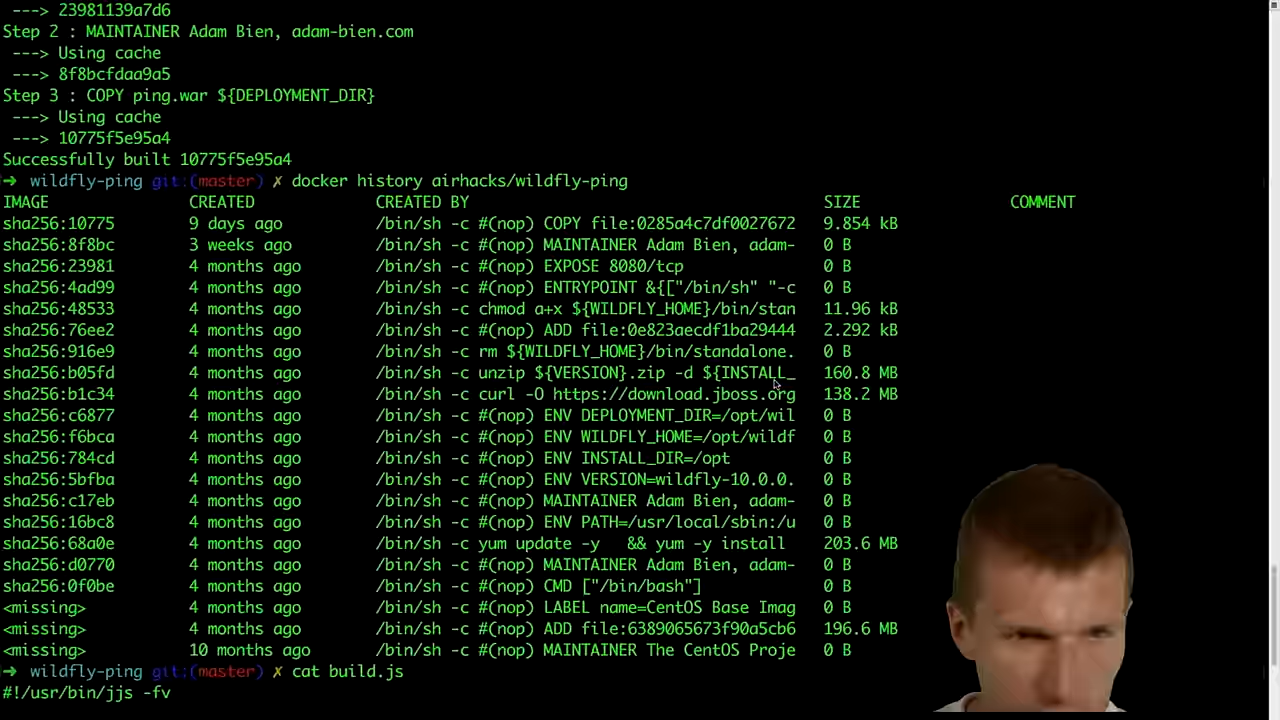 ---> 23981139a7d6
Step 2 : MAINTAINER Adam Bien, adam-bien.com
---> Using cache
---> 8f8bcfdaa9a5
Step 3 : COPY ping.war ${DEPLOYMENT_DIR}
---> Using cache
---> 10775f5e95a4
Successfully built 10775f5e95a4
➜ wildfly-ping git:(master) ✗ docker history airhacks/wildfly-ping
IMAGE CREATED CREATED BY SIZE COMMENT
sha256:10775 9 days ago /bin/sh -c #(nop) COPY file:0285a4c7df0027672 9.854 kB
sha256:8f8bc 3 weeks ago /bin/sh -c #(nop) MAINTAINER Adam Bien, adam- 0 B
sha256:23981 4 months ago /bin/sh -c #(nop) EXPOSE 8080/tcp 0 B
sha256:4ad99 4 months ago /bin/sh -c #(nop) ENTRYPOINT &{["/bin/sh" "-c 0 B
sha256:48533 4 months ago /bin/sh -c chmod a+x ${WILDFLY_HOME}/bin/stan 11.96 kB
sha256:76ee2 4 months ago /bin/sh -c #(nop) ADD file:0e823aecdf1ba29444 2.292 kB
sha256:916e9 4 months ago /bin/sh -c rm ${WILDFLY_HOME}/bin/standalone. 0 B
sha256:b05fd 4 months ago /bin/sh -c unzip ${VERSION}.zip -d ${INSTALL_ 160.8 MB
sha256:b1c34 4 months ago /bin/sh -c curl -O https://download.jboss.org 138.2 MB
sha256:c6877 4 months ago /bin/sh -c #(nop) ENV DEPLOYMENT_DIR=/opt/wil 0 B
sha256:f6bca 4 months ago /bin/sh -c #(nop) ENV WILDFLY_HOME=/opt/wildf 0 B
sha256:784cd 4 months ago /bin/sh -c #(nop) ENV INSTALL_DIR=/opt 0 B
sha256:5bfba 4 months ago /bin/sh -c #(nop) ENV VERSION=wildfly-10.0.0. 0 B
sha256:c17eb 4 months ago /bin/sh -c #(nop) MAINTAINER Adam Bien, adam- 0 B
sha256:16bc8 4 months ago /bin/sh -c #(nop) ENV PATH=/usr/local/sbin:/u 0 B
sha256:68a0e 4 months ago /bin/sh -c yum update -y && yum -y install 203.6 MB
sha256:d0770 4 months ago /bin/sh -c #(nop) MAINTAINER Adam Bien, adam- 0 B
sha256:0f0be 4 months ago /bin/sh -c #(nop) CMD ["/bin/bash"] 0 B
<missing> 4 months ago /bin/sh -c #(nop) LABEL name=CentOS Base Imag 0 B
<missing> 4 months ago /bin/sh -c #(nop) ADD file:6389065673f90a5cb6 196.6 MB
<missing> 10 months ago /bin/sh -c #(nop) MAINTAINER The CentOS Proje 0 B
➜ wildfly-ping git:(master) ✗ cat build.js
#!/usr/bin/jjs -fv